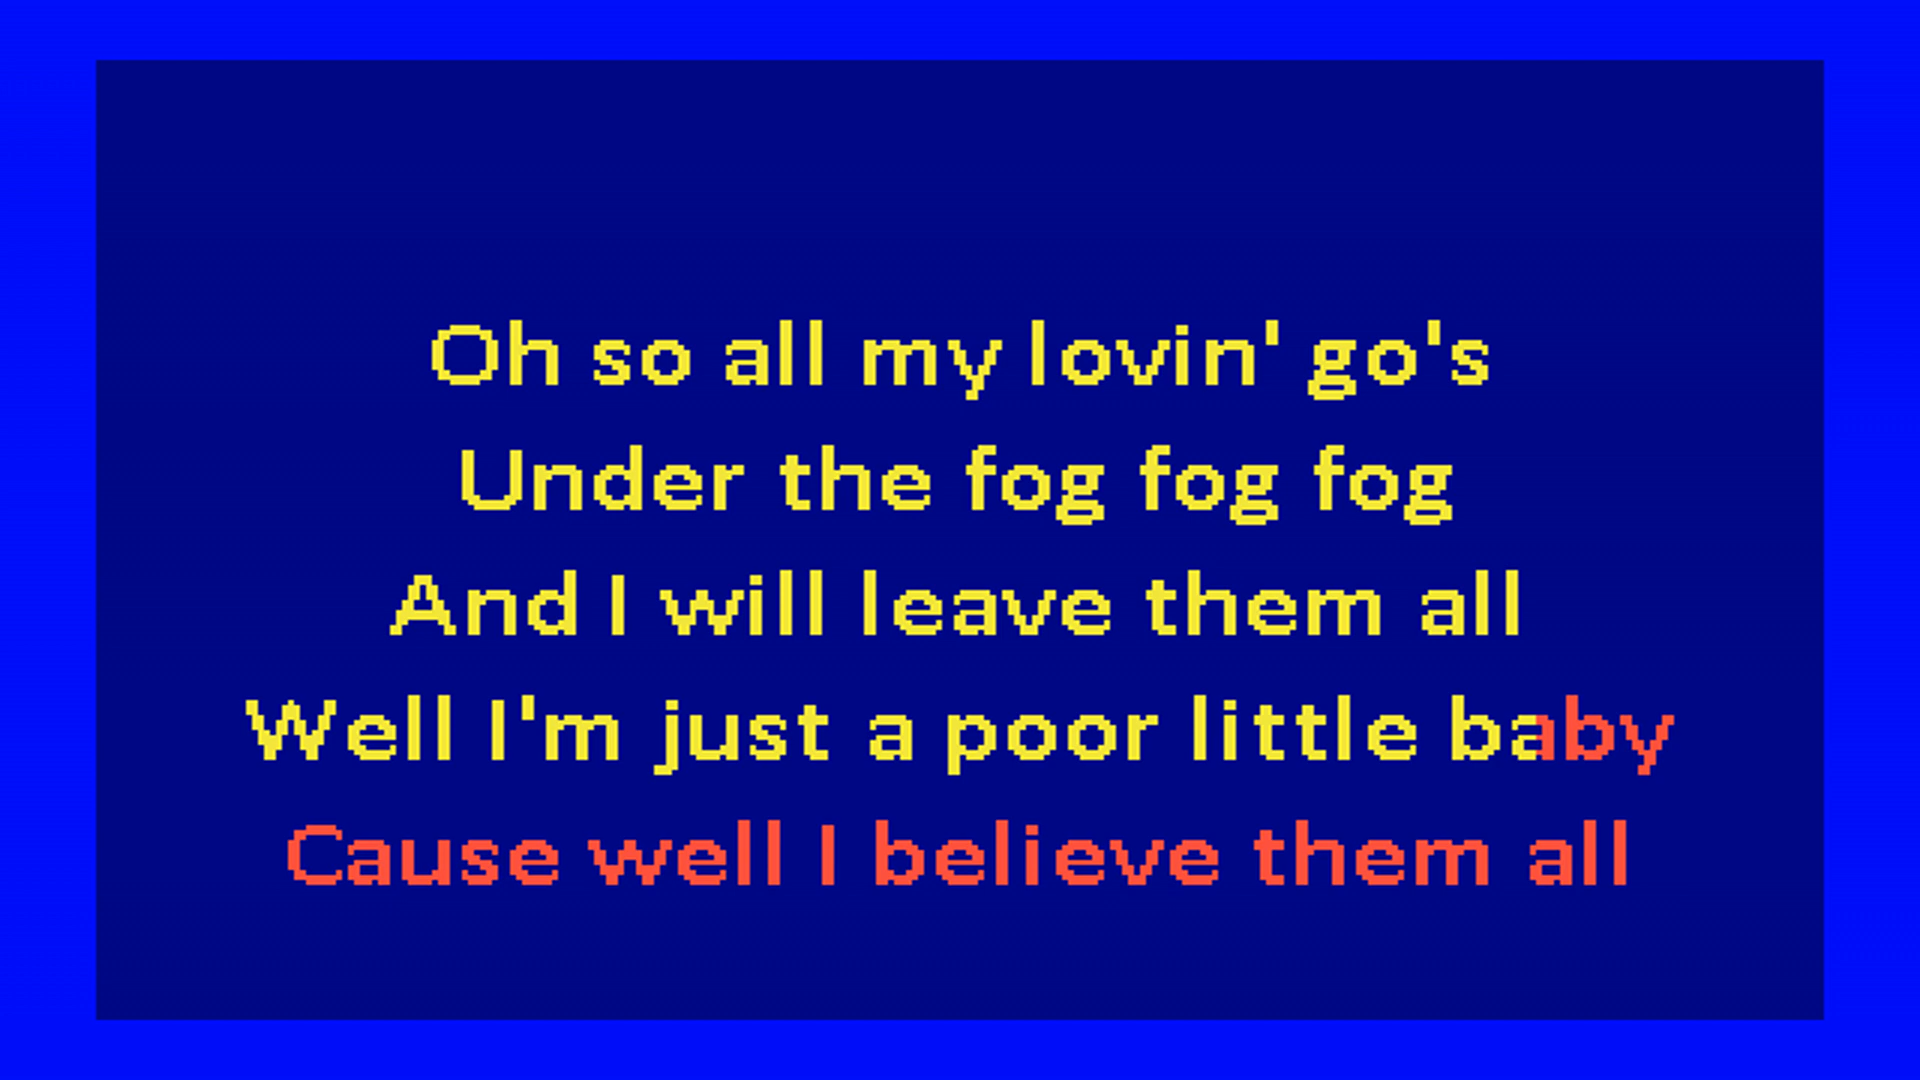 Oh so all my lovin' go's
Under the fog fog fog
And I will leave them all
Well I'm just a poor little baby
Cause well I believe them all